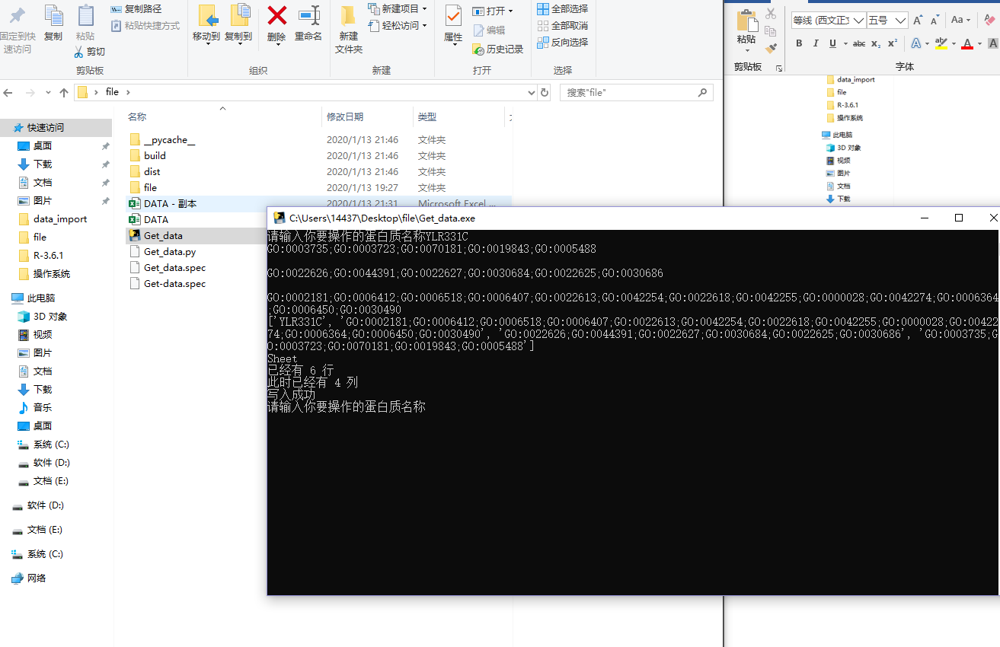 复制路径
粘贴快捷方式
固定到快
速访问
复制
粘贴
剪切
剪贴板
移动到
复制到
删除
重命名
组织
新建
文件夹
新建项目
轻松访问
新建
属性
打开
编辑
历史记录
打开
全部选择
全部取消
反向选择
选择
file
搜索"file"
名称
修改日期
类型
快速访问
桌面
下载
文档
图片
data_import
file
R-3.6.1
操作系统
此电脑
3D 对象
视频
图片
文档
下载
音乐
桌面
系统 (C:)
软件 (D:)
文档 (E:)
软件 (D:)
文档 (E:)
系统 (C:)
网络
__pycache__ 2020/1/13 21:46 文件夹
build 2020/1/13 21:46 文件夹
dist 2020/1/13 21:46 文件夹
file 2020/1/13 19:27 文件夹
DATA - 副本 2020/1/13 21:31 Microsoft Excel ...
DATA
Get_data
Get_data.py
Get_data.spec
Get-data.spec
C:\Users\14437\Desktop\file\Get_data.exe
请输入你要操作的蛋白质名称YLR331C
GO:0003735;GO:0003723;GO:0070181;GO:0019843;GO:0005488
GO:0022626;GO:0044391;GO:0022627;GO:0030684;GO:0022625;GO:0030686
GO:0002181;GO:0006412;GO:0006518;GO:0006407;GO:0022613;GO:0042254;GO:0022618;GO:0042255;GO:0000028;GO:0042274;GO:0006364
;GO:0006450;GO:0030490
['YLR331C', 'GO:0002181;GO:0006412;GO:0006518;GO:0006407;GO:0022613;GO:0042254;GO:0022618;GO:0042255;GO:0000028;GO:00422
74;GO:0006364;GO:0006450;GO:0030490', 'GO:0022626;GO:0044391;GO:0022627;GO:0030684;GO:0022625;GO:0030686', 'GO:0003735;G
O:0003723;GO:0070181;GO:0019843;GO:0005488']
Sheet
已经有 6 行
此时已经有 4 列
写入成功
请输入你要操作的蛋白质名称
粘贴
剪贴板
等线 (西文正文
五号
A A Aa
B I U abc x₂ x² A aby A A
字体
data_import
file
R-3.6.1
操作系统
此电脑
3D 对象
视频
图片
文档
下载